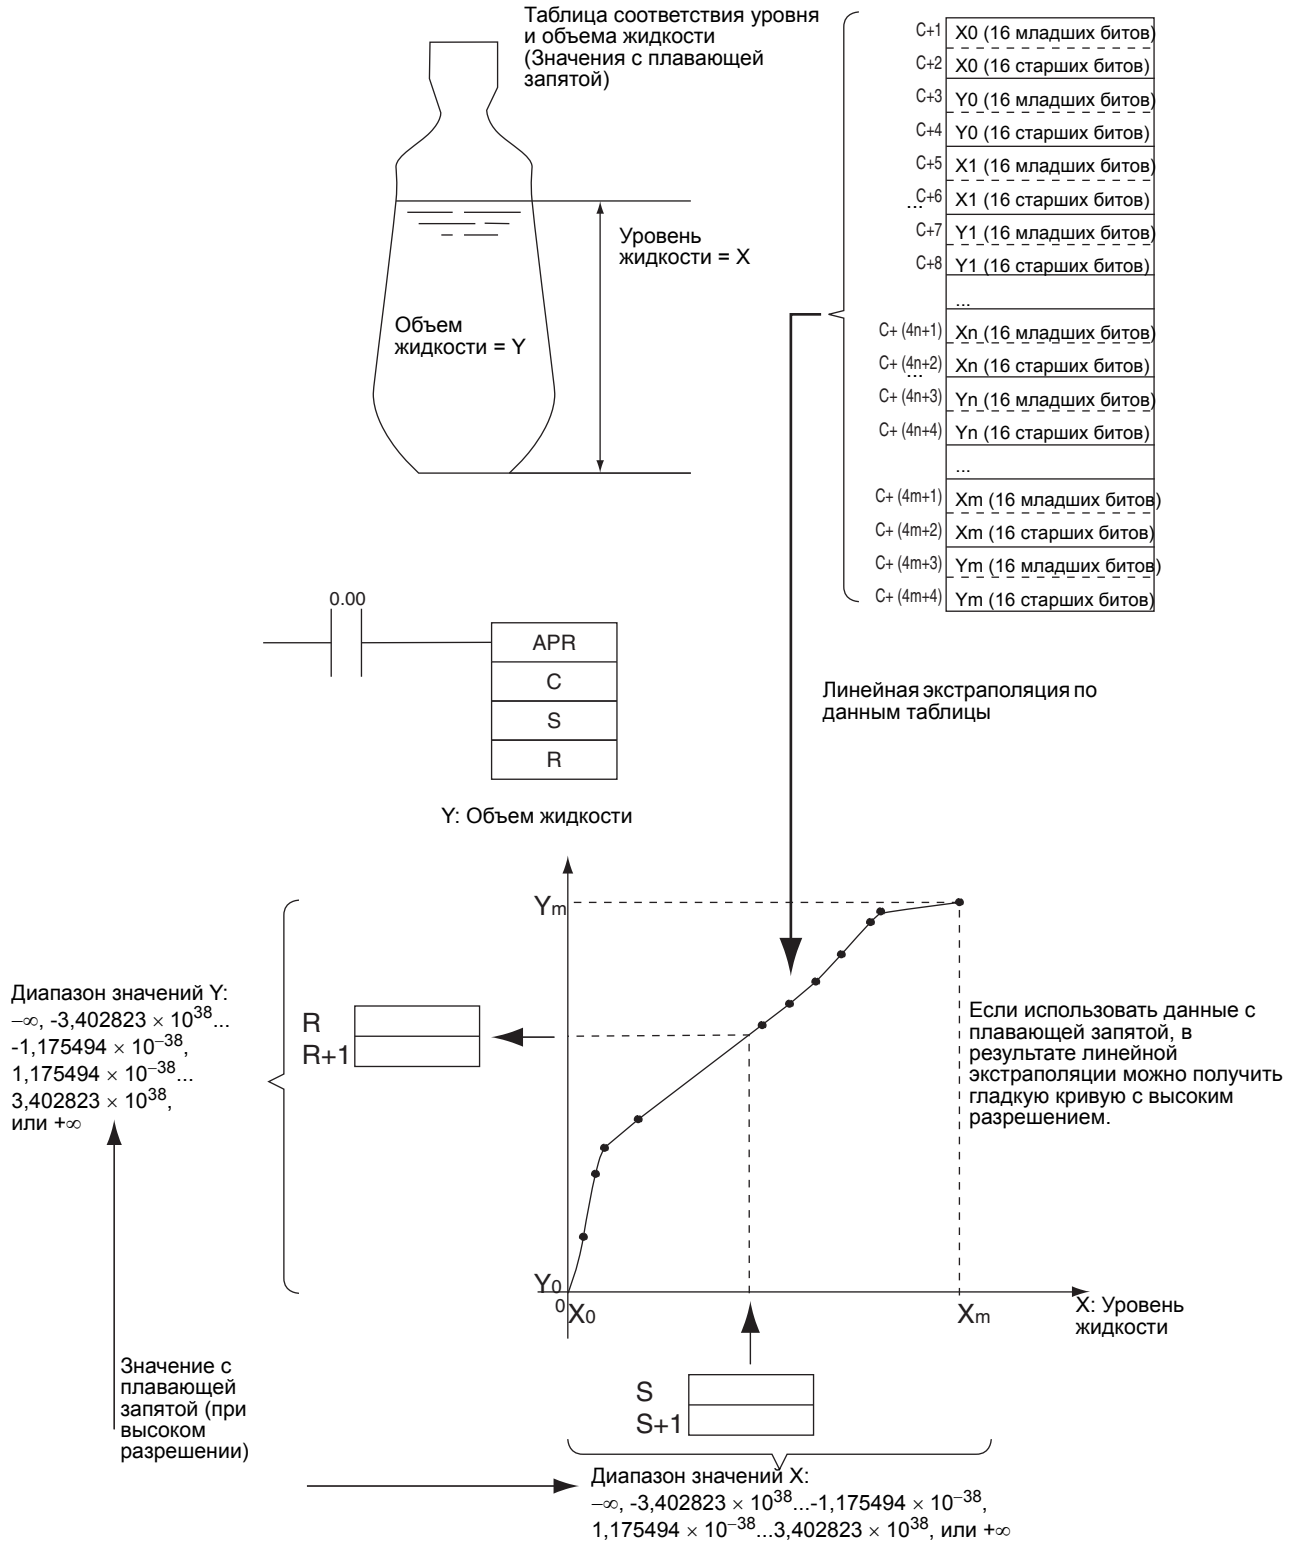 Таблица соответствия уровня
и объема жидкости
(Значения с плавающей
запятой)
Уровень
жидкости = X
Объем
жидкости = Y
C+1 X0 (16 младших битов)
C+2 X0 (16 старших битов)
C+3 Y0 (16 младших битов)
C+4 Y0 (16 старших битов)
C+5 X1 (16 младших битов)
C+6 X1 (16 старших битов)
...
C+7 Y1 (16 младших битов)
C+8 Y1 (16 старших битов)
...
C+ (4n+1) Xn (16 младших битов)
C+ (4n+2) Xn (16 старших битов)
...
C+ (4n+3) Yn (16 младших битов)
C+ (4n+4) Yn (16 старших битов)
...
C+ (4m+1) Xm (16 младших битов)
C+ (4m+2) Xm (16 старших битов)
C+ (4m+3) Ym (16 младших битов)
C+ (4m+4) Ym (16 старших битов)
0.00
APR
C
S
R
Линейная экстраполяция по
данным таблицы
Y: Объем жидкости
Ym
Диапазон значений Y:
–∞, -3,402823 × 10^38...
-1,175494 × 10^–38,
1,175494 × 10^–38...
3,402823 × 10^38,
или +∞
R
R+1
Если использовать данные с
плавающей запятой, в
результате линейной
экстраполяции можно получить
гладкую кривую с высоким
разрешением.
Y0
0
X0
Xm
X: Уровень
жидкости
Значение с
плавающей
запятой (при
высоком
разрешении)
S
S+1
Диапазон значений X:
–∞, -3,402823 × 10^38...-1,175494 × 10^–38,
1,175494 × 10^–38...3,402823 × 10^38, или +∞